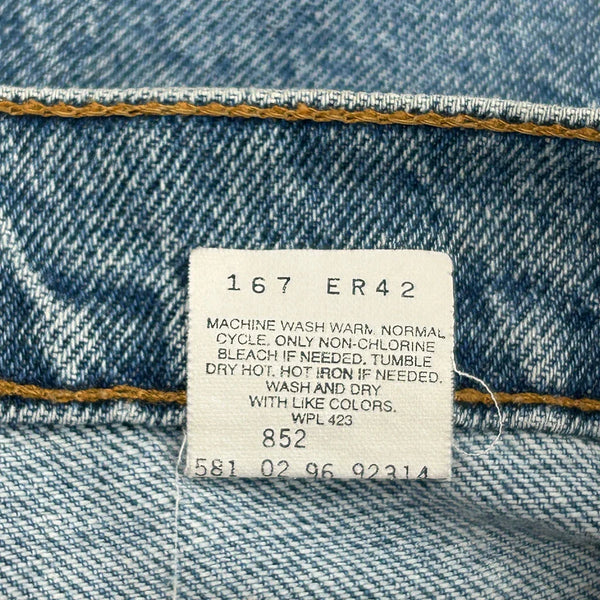 167 ER42
MACHINE WASH WARM. NORMAL
CYCLE. ONLY NON-CHLORINE
BLEACH IF NEEDED. TUMBLE
DRY HOT. HOT IRON IF NEEDED.
WASH AND DRY
WITH LIKE COLORS.
WPL 423
852
581 02 96 92314